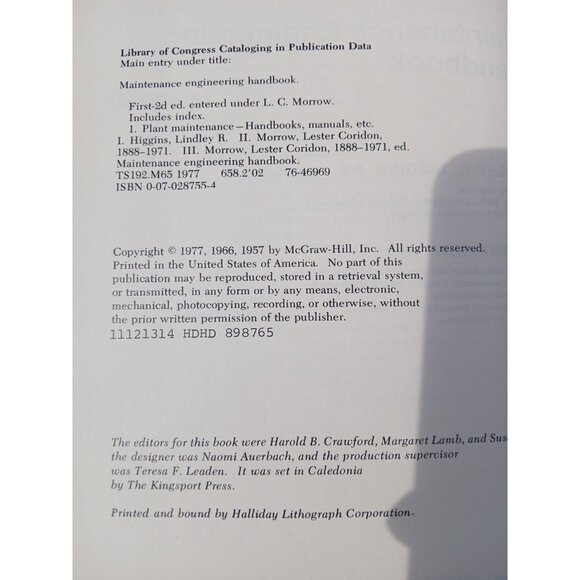 Library of Congress Cataloging in Publication Data
Main entry under title:
Maintenance engineering handbook.
First-2d ed. entered under L. C. Morrow.
Includes index.
1. Plant maintenance—Handbooks, manuals, etc.
I. Higgins, Lindley R. II. Morrow, Lester Coridon,
1888-1971. III. Morrow, Lester Coridon, 1888-1971, ed.
Maintenance engineering handbook.
TS192.M65 1977 658.2'02 76-46969
ISBN 0-07-028755-4
Copyright © 1977, 1966, 1957 by McGraw-Hill, Inc. All rights reserved.
Printed in the United States of America. No part of this
publication may be reproduced, stored in a retrieval system,
or transmitted, in any form or by any means, electronic,
mechanical, photocopying, recording, or otherwise, without
the prior written permission of the publisher.
11121314 HDHD 898765
The editors for this book were Harold B. Crawford, Margaret Lamb, and Sus
the designer was Naomi Auerbach, and the production supervisor
was Teresa F. Leaden. It was set in Caledonia
by The Kingsport Press.
Printed and bound by Halliday Lithograph Corporation.